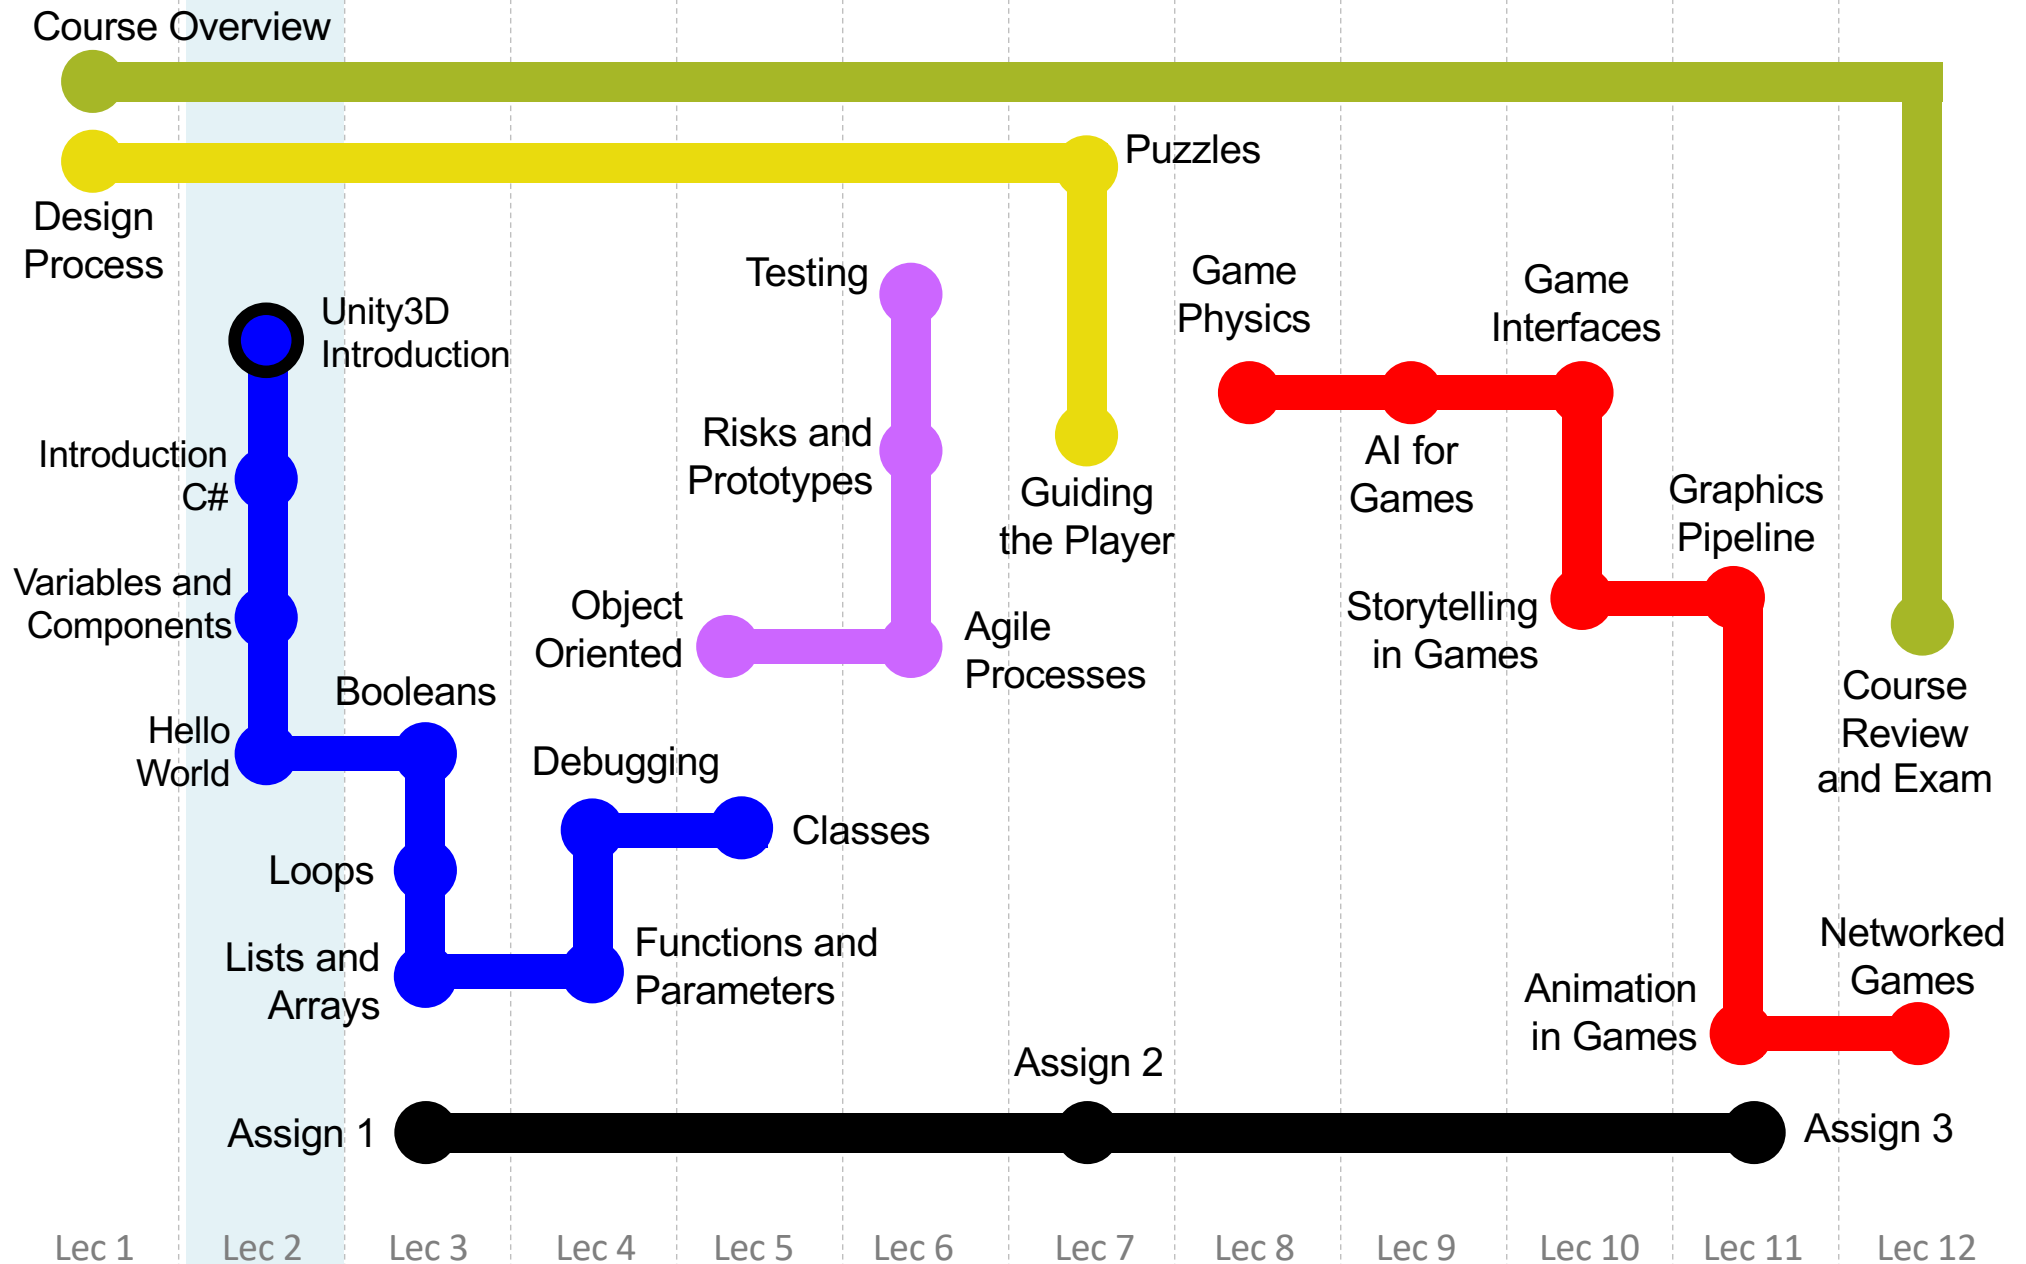 Course Overview
Design
Process
Puzzles
Unity3D
Introduction
Testing
Game
Physics
Game
Interfaces
Introduction
C#
Risks and
Prototypes
Guiding
the Player
AI for
Games
Graphics
Pipeline
Variables and
Components
Object
Oriented
Agile
Processes
Storytelling
in Games
Course
Review
and Exam
Booleans
Hello
World
Debugging
Classes
Loops
Lists and
Arrays
Functions and
Parameters
Networked
Games
Animation
in Games
Assign 1
Assign 2
Assign 3
Lec 1
Lec 2
Lec 3
Lec 4
Lec 5
Lec 6
Lec 7
Lec 8
Lec 9
Lec 10
Lec 11
Lec 12